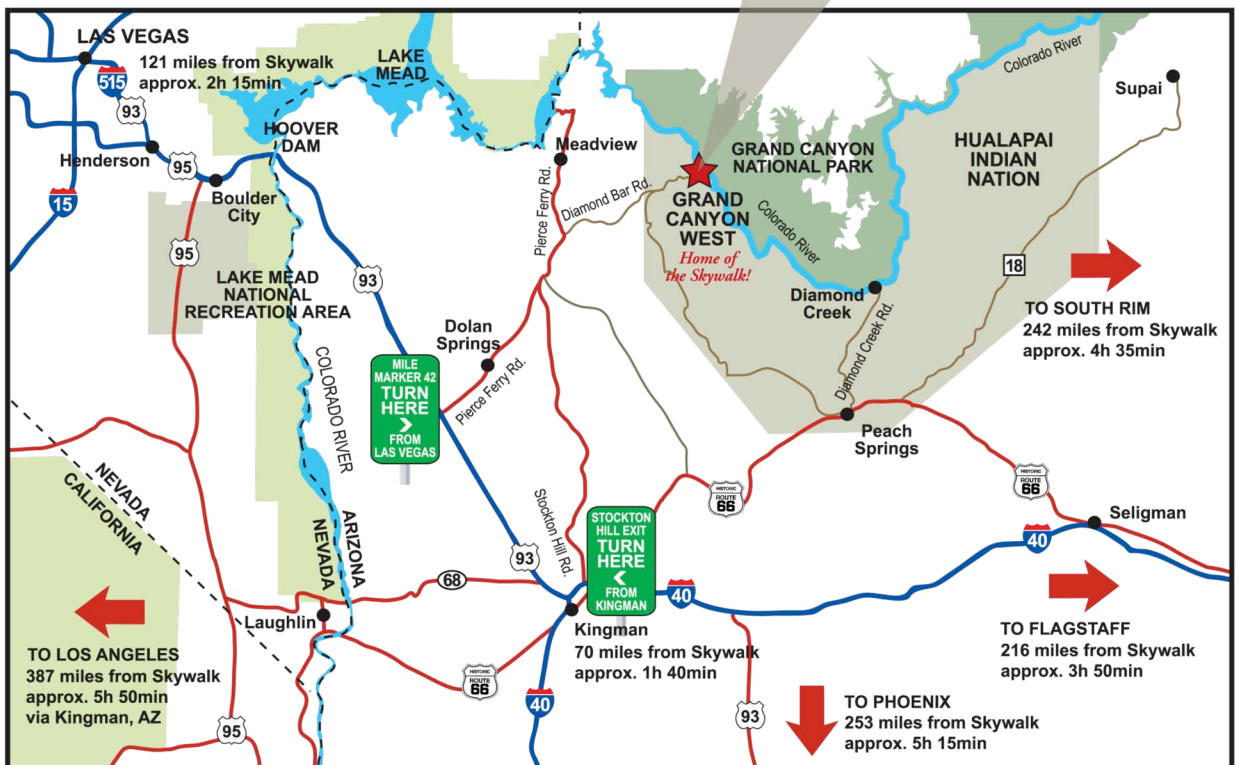 LAS VEGAS
121 miles from Skywalk
approx. 2h 15min
515
93
Henderson
95
Boulder
City
15
HOOVER
DAM
LAKE
MEAD
Meadview
Pierce Ferry Rd.
Diamond Bar Rd.
GRAND CANYON
NATIONAL PARK
GRAND
CANYON
WEST
Home of
the Skywalk!
Colorado River
Colorado River
Supai
HUALAPAI
INDIAN
NATION
18
TO SOUTH RIM
242 miles from Skywalk
approx. 4h 35min
Diamond
Creek
Diamond Creek Rd.
Peach
Springs
95
LAKE MEAD
NATIONAL
RECREATION AREA
93
COLORADO RIVER
Dolan
Springs
Pierce Ferry Rd.
MILE
MARKER 42
TURN
HERE
>
FROM
LAS VEGAS
NEVADA
CALIFORNIA
ARIZONA
NEVADA
Stockton Hill Rd.
93
STOCKTON
HILL EXIT
TURN
HERE
<
FROM
KINGMAN
HISTORIC
ROUTE
66
HISTORIC
ROUTE
66
Seligman
40
40
68
Laughlin
Kingman
70 miles from Skywalk
approx. 1h 40min
HISTORIC
ROUTE
66
40
95
93
TO LOS ANGELES
387 miles from Skywalk
approx. 5h 50min
via Kingman, AZ
TO FLAGSTAFF
216 miles from Skywalk
approx. 3h 50min
TO PHOENIX
253 miles from Skywalk
approx. 5h 15min